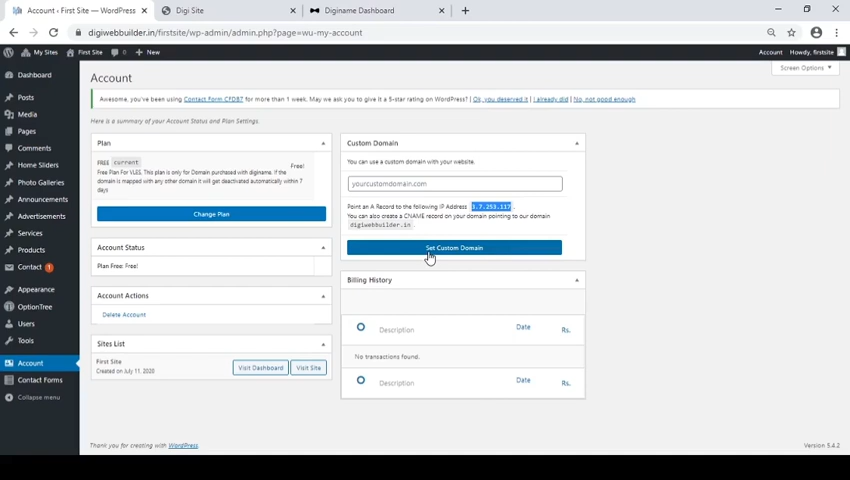 Account ‹ First Site — WordPress
Digi Site
Diginame Dashboard
digiwebbuilder.in/firstsite/wp-admin/admin.php?page=wu-my-account
My Sites
First Site
0
New
Account
Howdy, firstsite
Dashboard
Posts
Media
Pages
Comments
Home Sliders
Photo Galleries
Announcements
Advertisements
Services
Products
Contact 1
Appearance
OptionTree
Users
Tools
Account
Contact Forms
Collapse menu
Account
Screen Options
Awesome, you've been using Contact Form CFDB7 for more than 1 week. May we ask you to give it a 5-star rating on WordPress? | Ok, you deserved it | I already did | No, not good enough
Here is a summary of your Account Status and Plan Settings.
Plan
FREE current
Free!
Free Plan For VLES. This plan is only for Domain purchased with diginame. If the
domain is mapped with any other domain it will get deactivated automatically within 7
days
Change Plan
Account Status
Plan Free: Free!
Account Actions
Delete Account
Sites List
First Site
Created on July 11, 2020
Visit Dashboard
Visit Site
Custom Domain
You can use a custom domain with your website.
yourcustomdomain.com
Point an A Record to the following IP Address 3.7.253.117 .
You can also create a CNAME record on your domain pointing to our domain
digiwebbuilder.in .
Set Custom Domain
Billing History
Description
Date
Rs.
No transactions found.
Description
Date
Rs.
Thank you for creating with WordPress.
Version 5.4.2